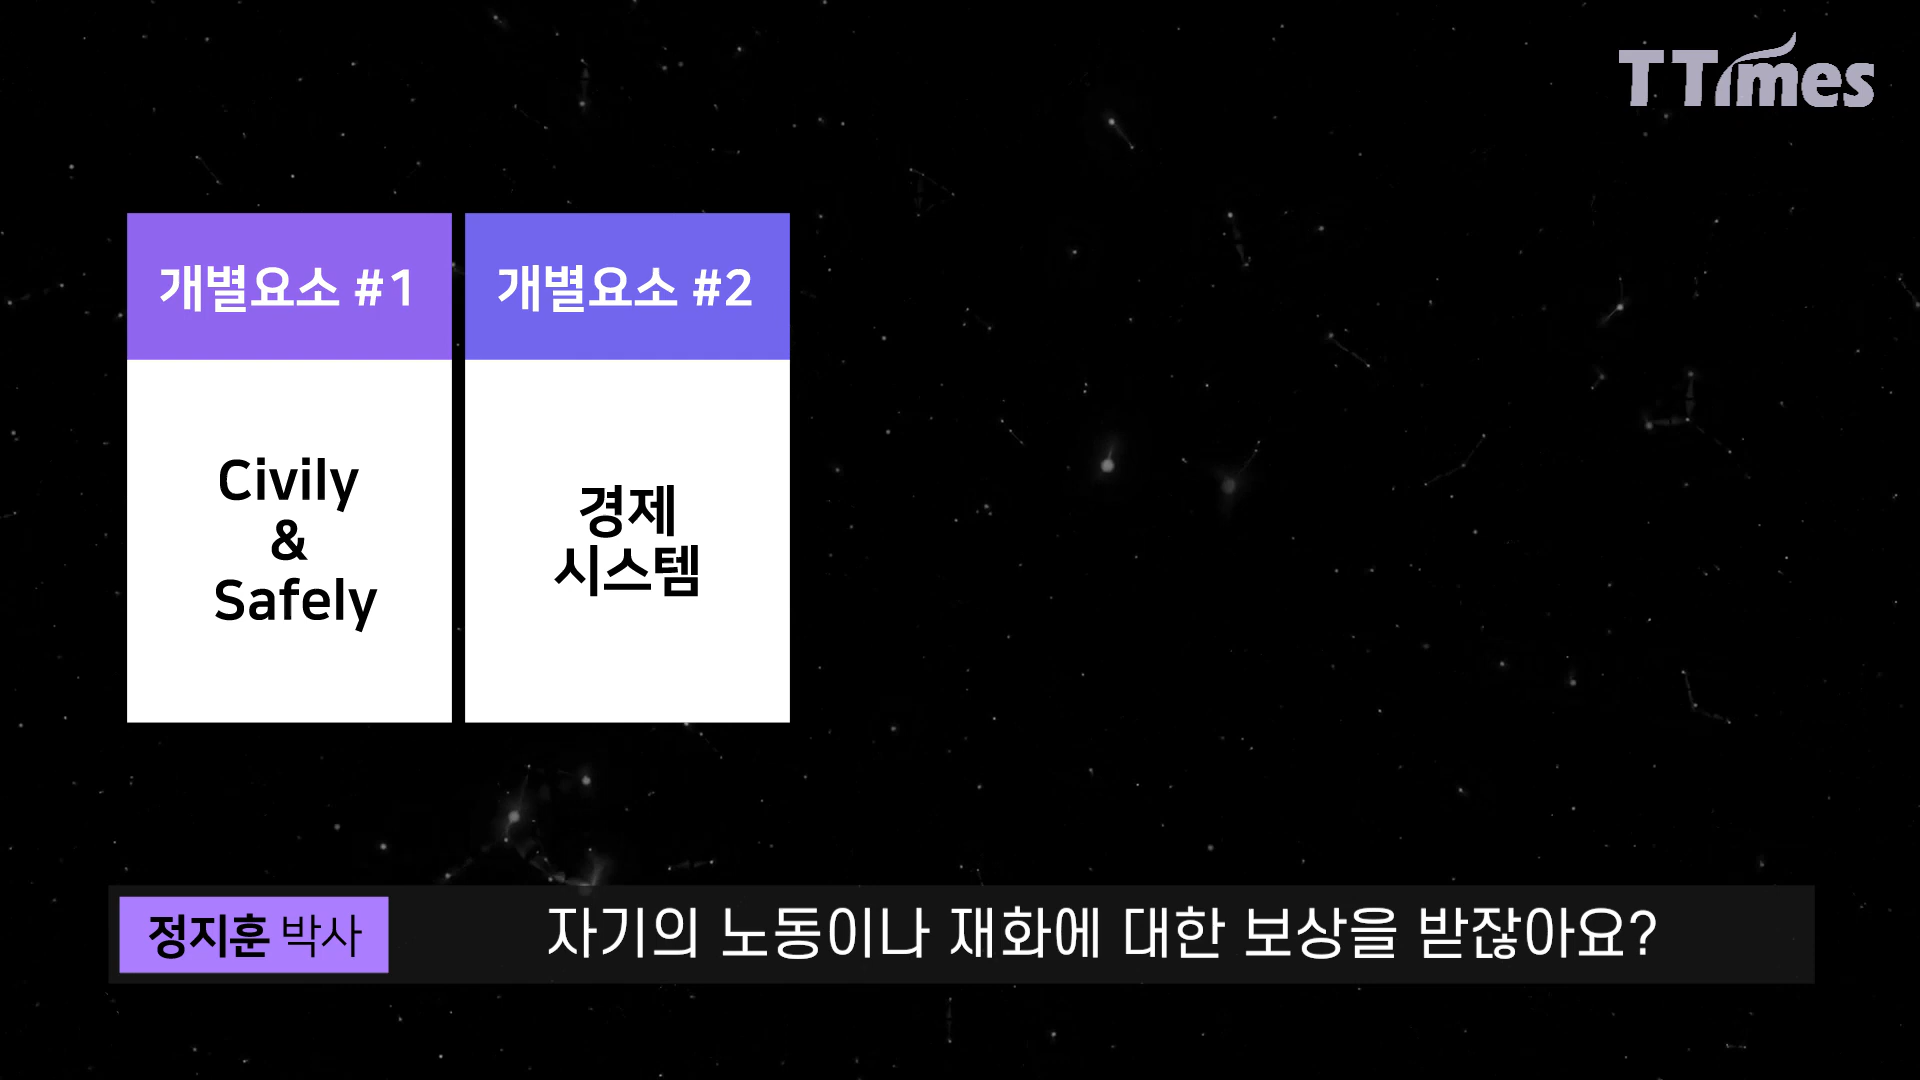 TTimes
개별요소 #1
개별요소 #2
Civily
&
Safely
경제
시스템
정지훈 박사
자기의 노동이나 재화에 대한 보상을 받잖아요?